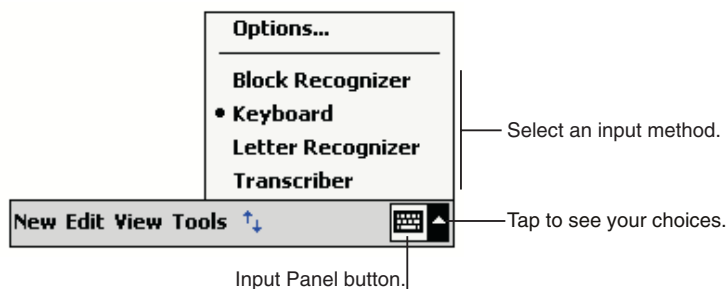 Options...
Block Recognizer
• Keyboard
Letter Recognizer
Transcriber
Select an input method.
New Edit View Tools
Tap to see your choices.
Input Panel button.